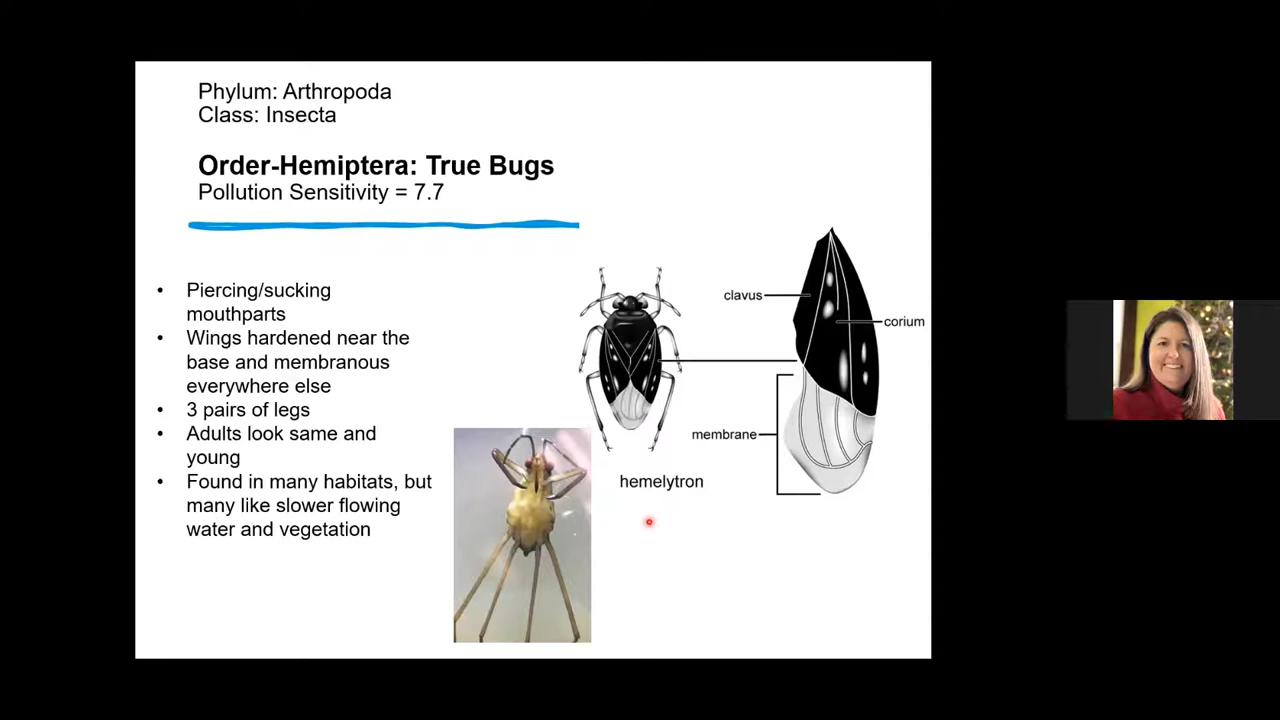 Phylum: Arthropoda
Class: Insecta
Order-Hemiptera: True Bugs
Pollution Sensitivity = 7.7
• Piercing/sucking
mouthparts
• Wings hardened near the
base and membranous
everywhere else
• 3 pairs of legs
• Adults look same and
young
• Found in many habitats, but
many like slower flowing
water and vegetation
clavus
corium
membrane
hemelytron